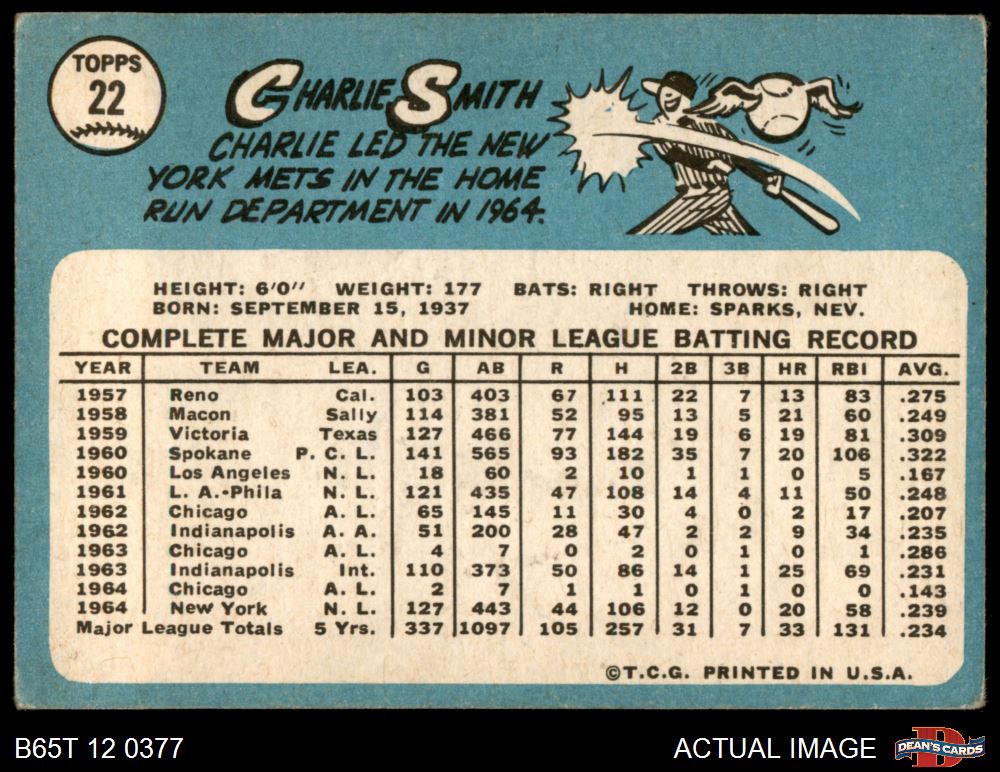 TOPPS
22
CHARLIE SMITH
CHARLIE LED THE NEW
YORK METS IN THE HOME
RUN DEPARTMENT IN 1964.
HEIGHT: 6'0" WEIGHT: 177 BATS: RIGHT THROWS: RIGHT
BORN: SEPTEMBER 15, 1937 HOME: SPARKS, NEV.
COMPLETE MAJOR AND MINOR LEAGUE BATTING RECORD
YEAR TEAM LEA. G AB R H 2B 3B HR RBI AVG.
1957 Reno Cal. 103 403 67 111 22 7 13 83 .275
1958 Macon Sally 114 381 52 95 13 5 21 60 .249
1959 Victoria Texas 127 466 77 144 19 6 19 81 .309
1960 Spokane P. C. L. 141 565 93 182 35 7 20 106 .322
1960 Los Angeles N. L. 18 60 2 10 1 1 0 5 .167
1961 L. A.-Phila N. L. 121 435 47 108 14 4 11 50 .248
1962 Chicago A. L. 65 145 11 30 4 0 2 17 .207
1962 Indianapolis A. A. 51 200 28 47 2 2 9 34 .235
1963 Chicago A. L. 4 7 0 2 0 1 0 1 .286
1963 Indianapolis Int. 110 373 50 86 14 1 25 69 .231
1964 Chicago A. L. 2 7 1 1 0 1 0 0 .143
1964 New York N. L. 127 443 44 106 12 0 20 58 .239
Major League Totals 5 Yrs. 337 1097 105 257 31 7 33 131 .234
©T.C.G. PRINTED IN U.S.A.
B65T 12 0377 ACTUAL IMAGE DEAN'S CARDS